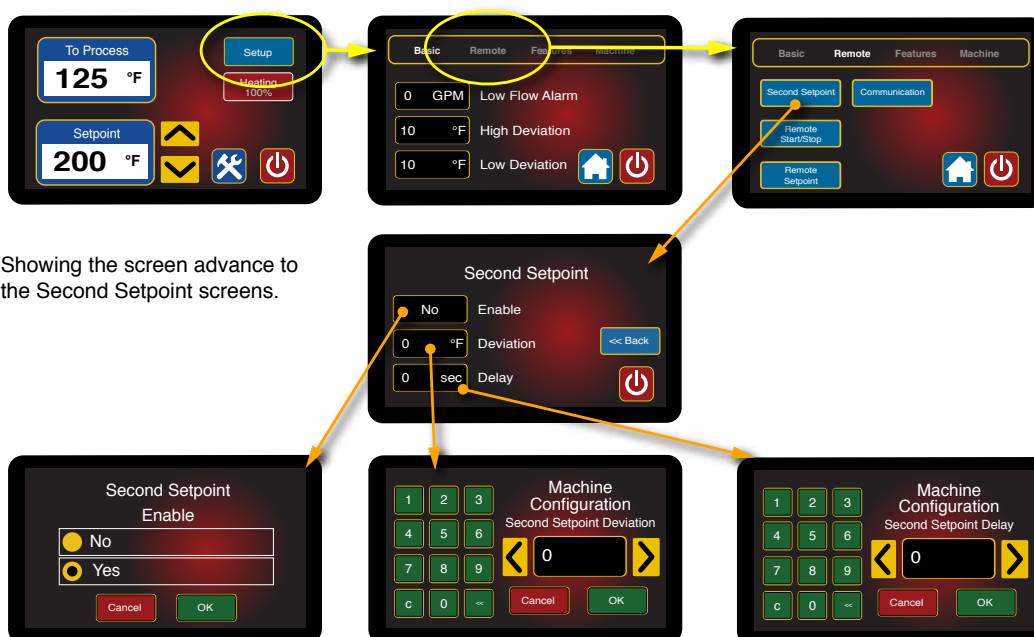 To Process
125 °F
Setup
Heating
100%
Setpoint
200 °F
Basic Remote Features Machine
0 GPM Low Flow Alarm
10 °F High Deviation
10 °F Low Deviation
Basic Remote Features Machine
Second Setpoint Communication
Remote
Start/Stop
Remote
Setpoint
Showing the screen advance to
the Second Setpoint screens.
Second Setpoint
No Enable
0 °F Deviation
<< Back
0 sec Delay
Second Setpoint
Enable
No
Yes
Cancel OK
Machine
Configuration
Second Setpoint Deviation
1 2 3
4 5 6
0
7 8 9
c 0 <<
Cancel OK
Machine
Configuration
Second Setpoint Delay
1 2 3
4 5 6
0
7 8 9
c 0 <<
Cancel OK